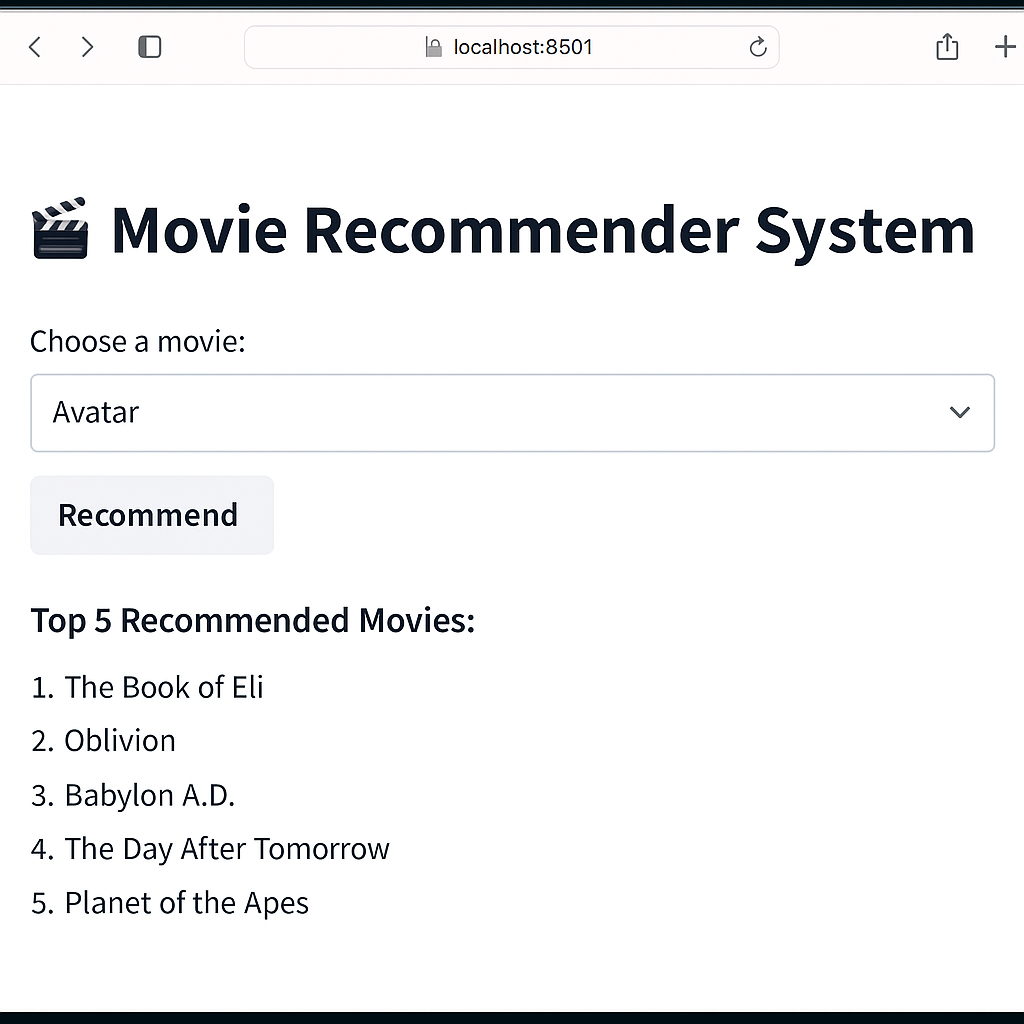 localhost:8501
Movie Recommender System
Choose a movie:
Avatar
Recommend
Top 5 Recommended Movies:
1. The Book of Eli
2. Oblivion
3. Babylon A.D.
4. The Day After Tomorrow
5. Planet of the Apes